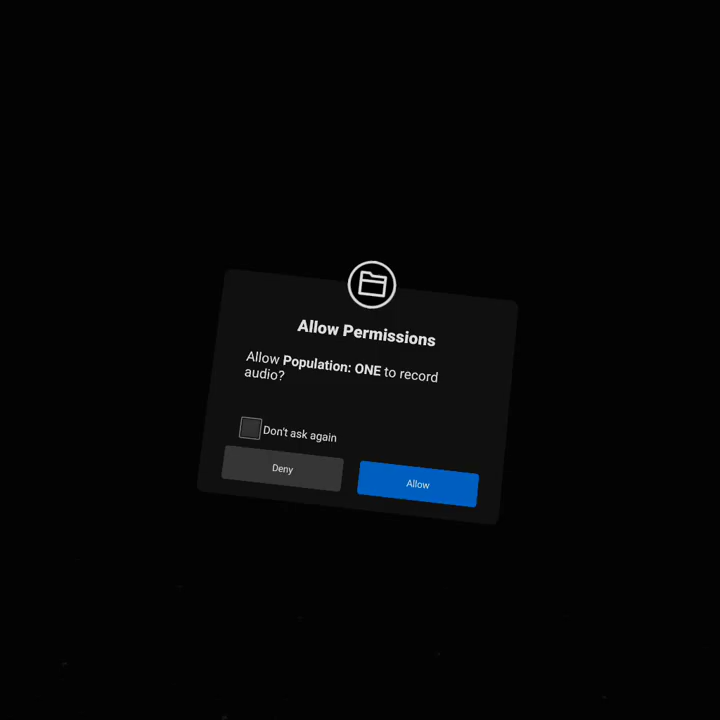 Allow Permissions
Allow Population: ONE to record
audio?
Don't ask again
Deny
Allow